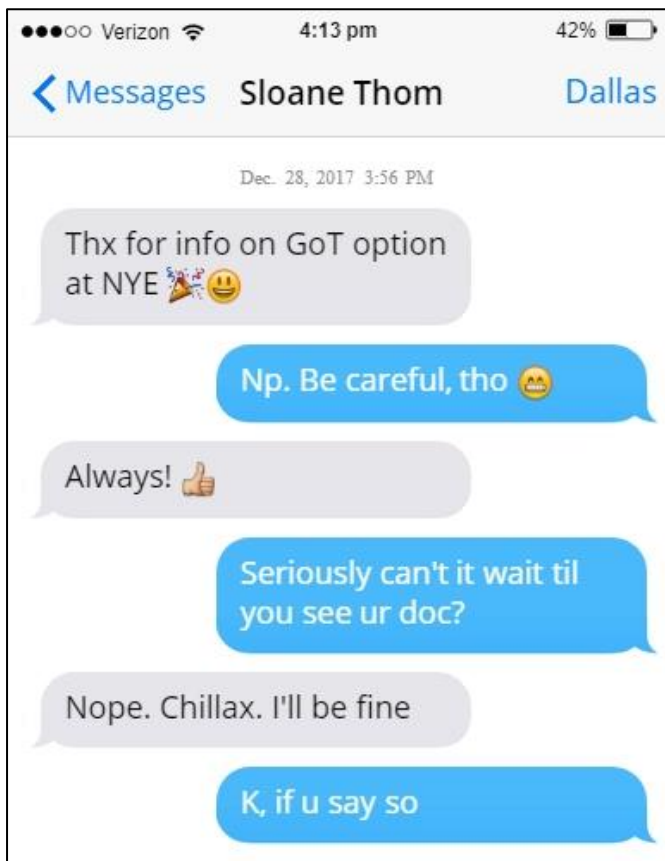 ●●●○○ Verizon 4:13 pm 42%
Messages Sloane Thom Dallas
Dec. 28, 2017 3:56 PM
Thx for info on GoT option
at NYE 🎉😃
Np. Be careful, tho 😁
Always! 👍
Seriously can't it wait til
you see ur doc?
Nope. Chillax. I'll be fine
K, if u say so